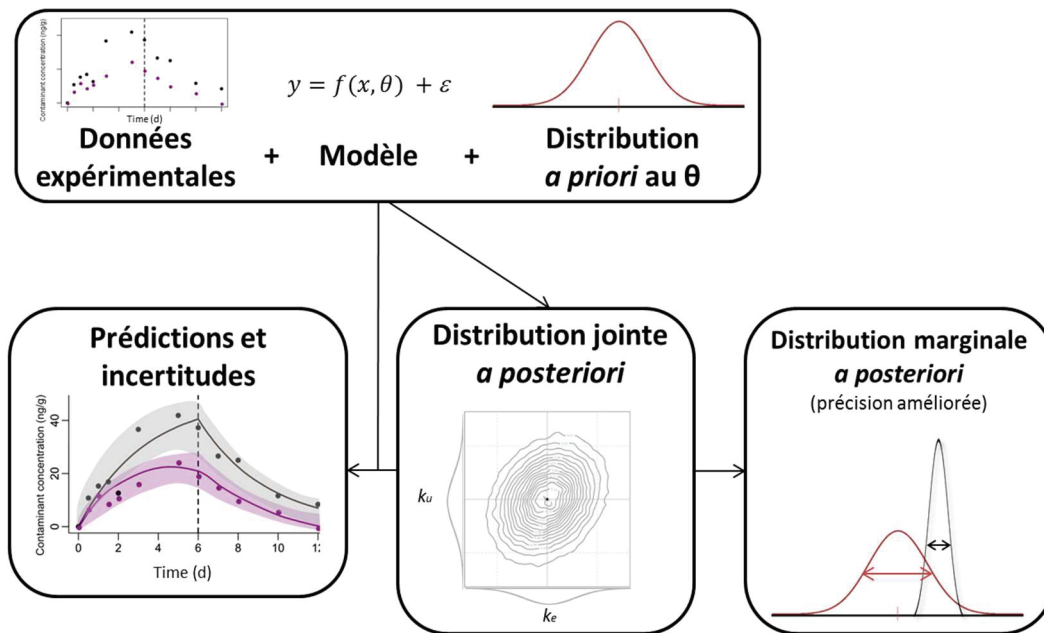 Contaminant concentration (ng/g)
Time (d)
y = f(x, θ) + ε
Données
expérimentales
+
Modèle
+
Distribution
a priori au θ
Prédictions et
incertitudes
Contaminant concentration (ng/g)
40
20
0
0 2 4 6 8 10 12
Time (d)
Distribution jointe
a posteriori
ku
ke
Distribution marginale
a posteriori
(précision améliorée)